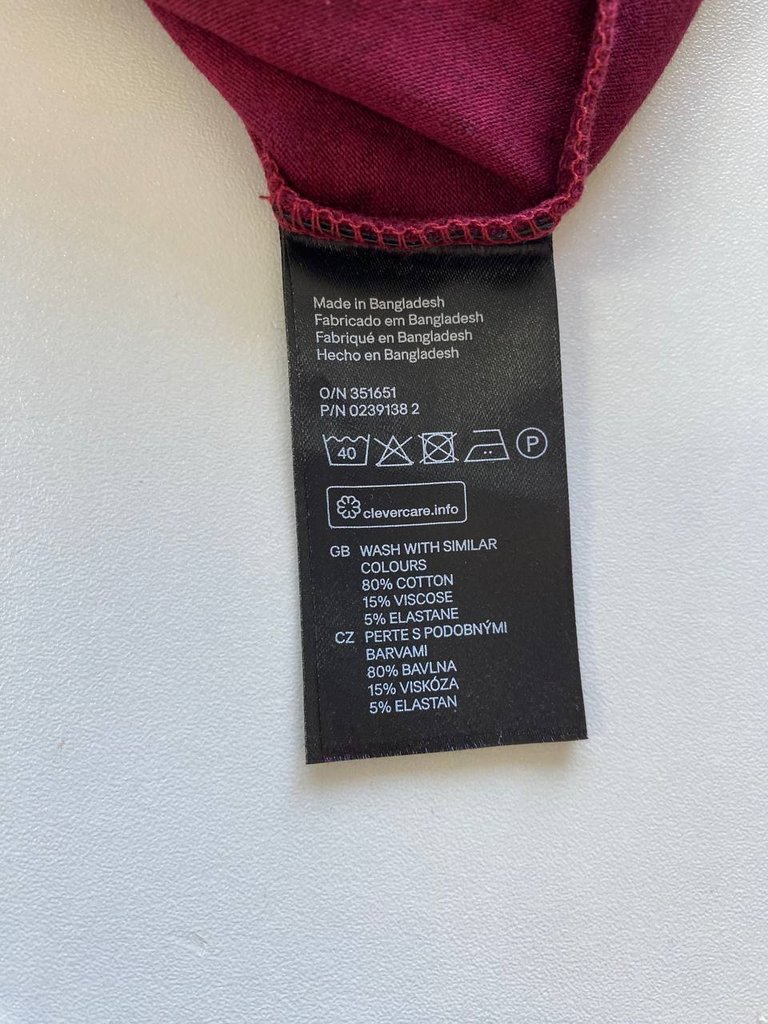 Made in Bangladesh
Fabricado em Bangladesh
Fabriqué en Bangladesh
Hecho en Bangladesh
O/N 351651
P/N 0239138 2
40 P
clevercare.info
GB WASH WITH SIMILAR
COLOURS
80% COTTON
15% VISCOSE
5% ELASTANE
CZ PERTE S PODOBNÝMI
BARVAMI
80% BAVLNA
15% VISKÓZA
5% ELASTAN